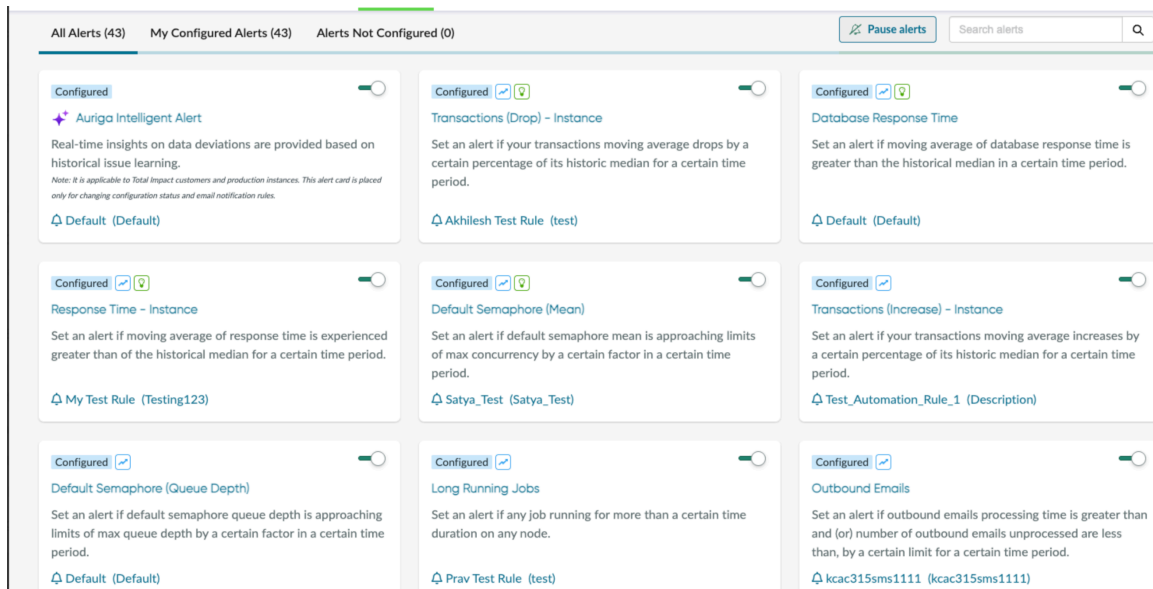 All Alerts (43) My Configured Alerts (43) Alerts Not Configured (0) Pause alerts Search alerts
Configured
Auriga Intelligent Alert
Real-time insights on data deviations are provided based on
historical issue learning.
Note: It is applicable to Total Impact customers and production instances. This alert card is placed
only for changing configuration status and email notification rules.
Default (Default)
Configured
Transactions (Drop) - Instance
Set an alert if your transactions moving average drops by a
certain percentage of its historic median for a certain time
period.
Akhilesh Test Rule (test)
Configured
Database Response Time
Set an alert if moving average of database response time is
greater than the historical median in a certain time period.
Default (Default)
Configured
Response Time - Instance
Set an alert if moving average of response time is experienced
greater than of the historical median for a certain time period.
My Test Rule (Testing123)
Configured
Default Semaphore (Mean)
Set an alert if default semaphore mean is approaching limits
of max concurrency by a certain factor in a certain time
period.
Satya_Test (Satya_Test)
Configured
Transactions (Increase) - Instance
Set an alert if your transactions moving average increases by
a certain percentage of its historic median for a certain time
period.
Test_Automation_Rule_1 (Description)
Configured
Default Semaphore (Queue Depth)
Set an alert if default semaphore queue depth is approaching
limits of max queue depth by a certain factor in a certain time
period.
Default (Default)
Configured
Long Running Jobs
Set an alert if any job running for more than a certain time
duration on any node.
Prav Test Rule (test)
Configured
Outbound Emails
Set an alert if outbound emails processing time is greater than
and (or) number of outbound emails unprocessed are less
than, by a certain limit for a certain time period.
kcac315sms1111 (kcac315sms1111)